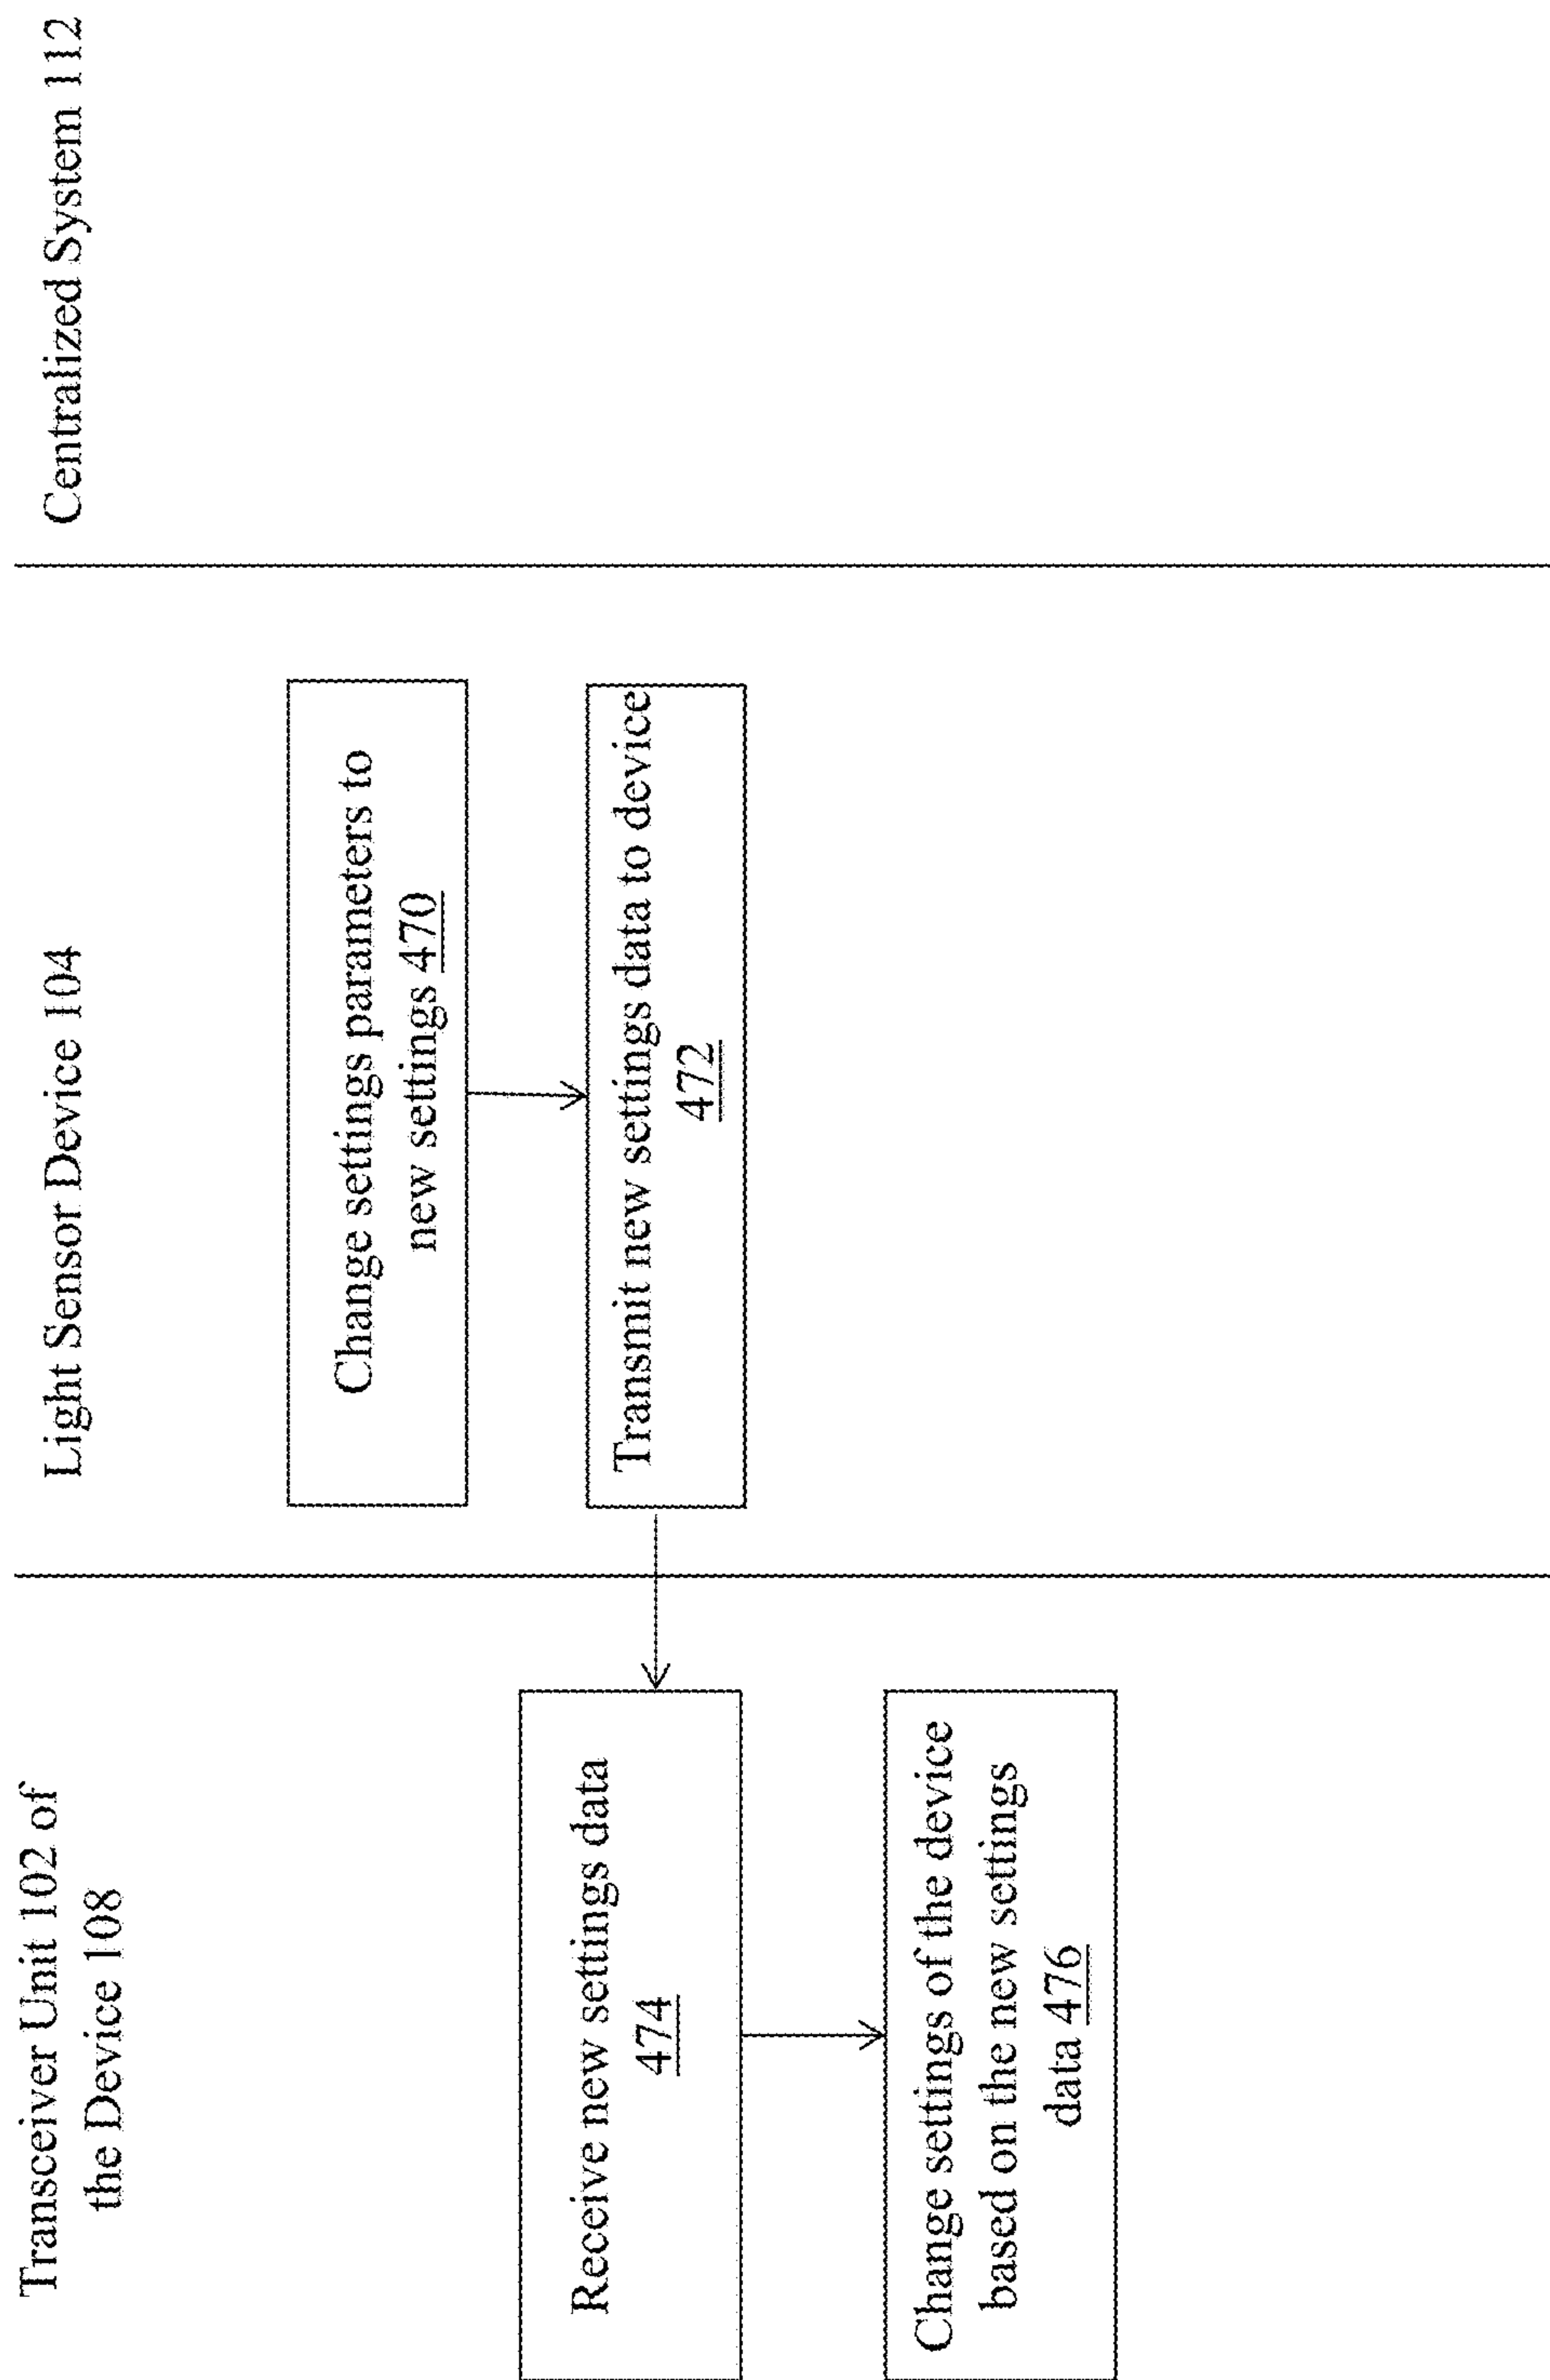 Transceiver Unit 102 of
the Device 108
Light Sensor Device 104
Centralized System 112
Change settings parameters to
new settings 470
Transmit new settings data to device
472
Receive new settings data
474
Change settings of the device
based on the new settings
data 476